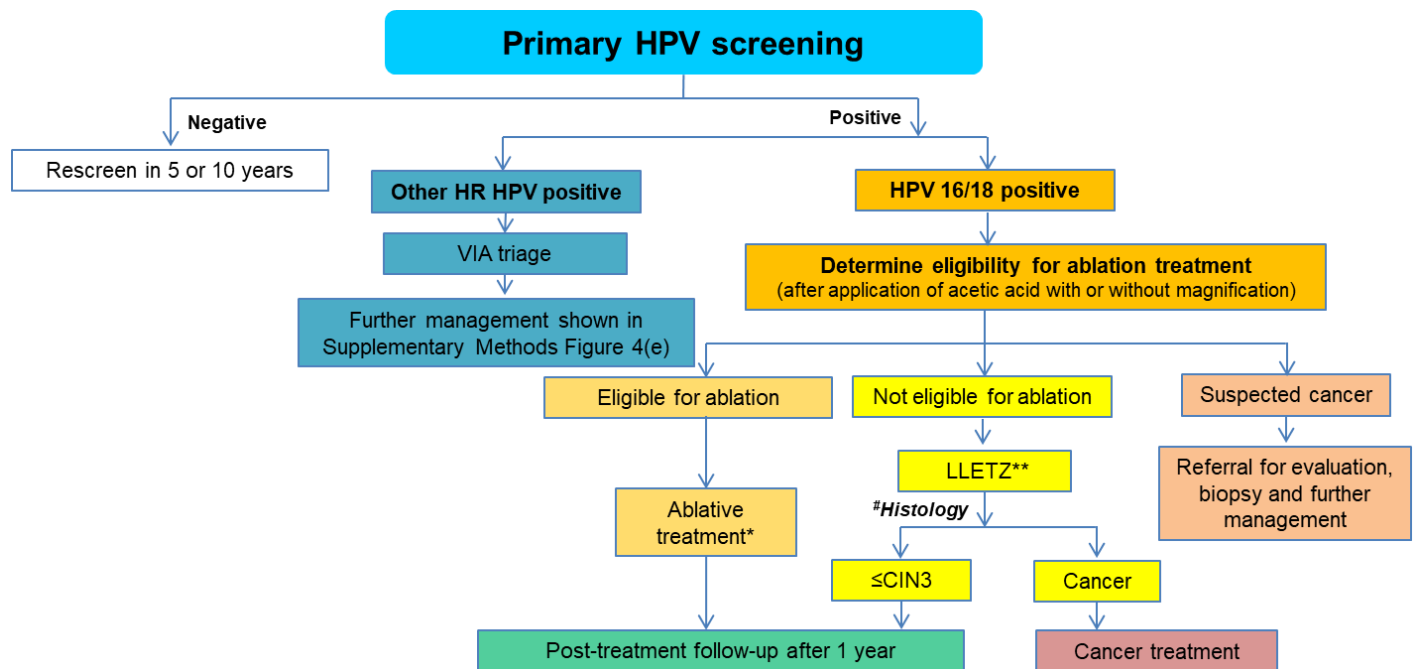 Primary HPV screening
Negative
Positive
Rescreen in 5 or 10 years
Other HR HPV positive
HPV 16/18 positive
VIA triage
Determine eligibility for ablation treatment
(after application of acetic acid with or without magnification)
Further management shown in
Supplementary Methods Figure 4(e)
Eligible for ablation
Not eligible for ablation
Suspected cancer
LLETZ**
Referral for evaluation,
biopsy and further
management
Ablative
treatment*
#Histology
≤CIN3
Cancer
Post-treatment follow-up after 1 year
Cancer treatment